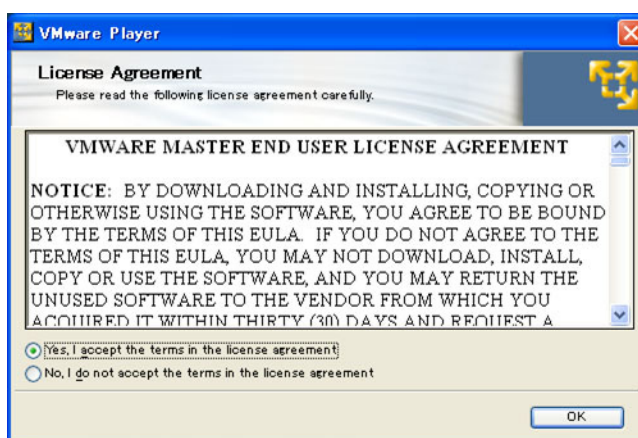 VMware Player
License Agreement
Please read the following license agreement carefully.
VMWARE MASTER END USER LICENSE AGREEMENT
NOTICE: BY DOWNLOADING AND INSTALLING, COPYING OR
OTHERWISE USING THE SOFTWARE, YOU AGREE TO BE BOUND
BY THE TERMS OF THIS EULA. IF YOU DO NOT AGREE TO THE
TERMS OF THIS EULA, YOU MAY NOT DOWNLOAD, INSTALL,
COPY OR USE THE SOFTWARE, AND YOU MAY RETURN THE
UNUSED SOFTWARE TO THE VENDOR FROM WHICH YOU
ACQUIRED IT WITHIN THIRTY (30) DAYS AND REQUEST A
Yes, I accept the terms in the license agreement
No, I do not accept the terms in the license agreement
OK